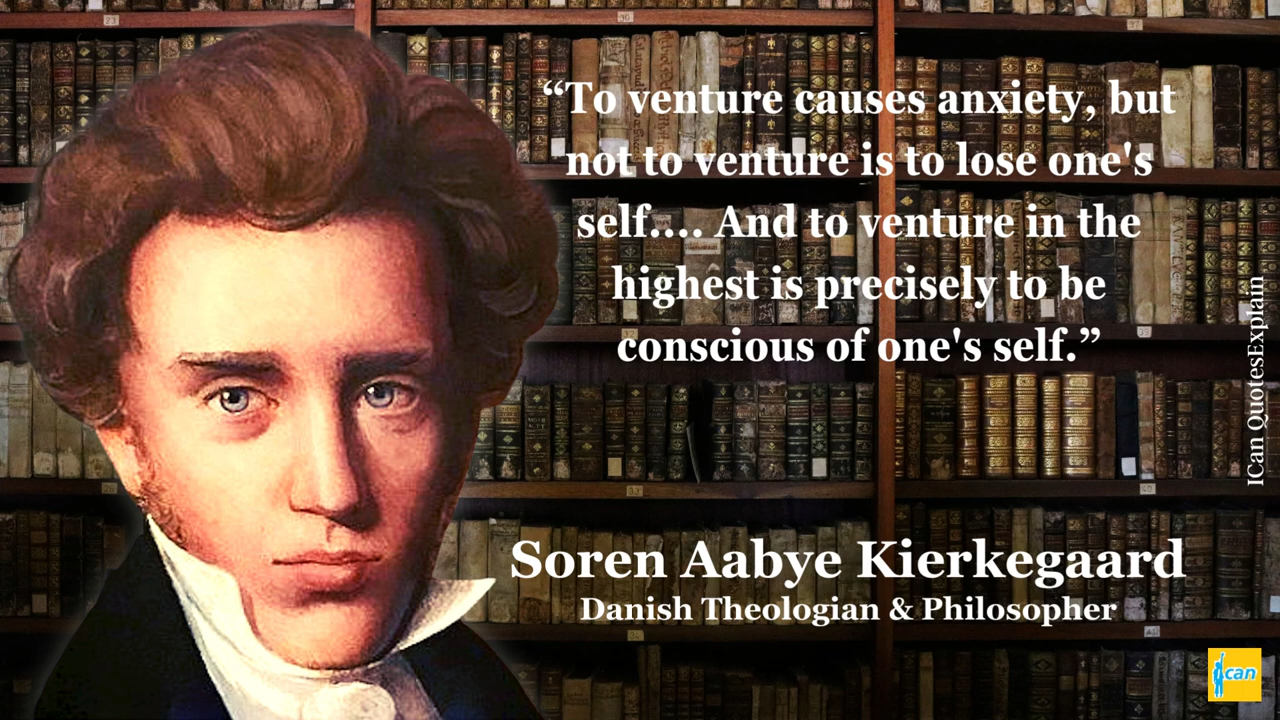 “To venture causes anxiety, but
not to venture is to lose one's
self.... And to venture in the
highest is precisely to be
conscious of one's self.”
Soren Aabye Kierkegaard
Danish Theologian & Philosopher
ICan QuotesExplain
can